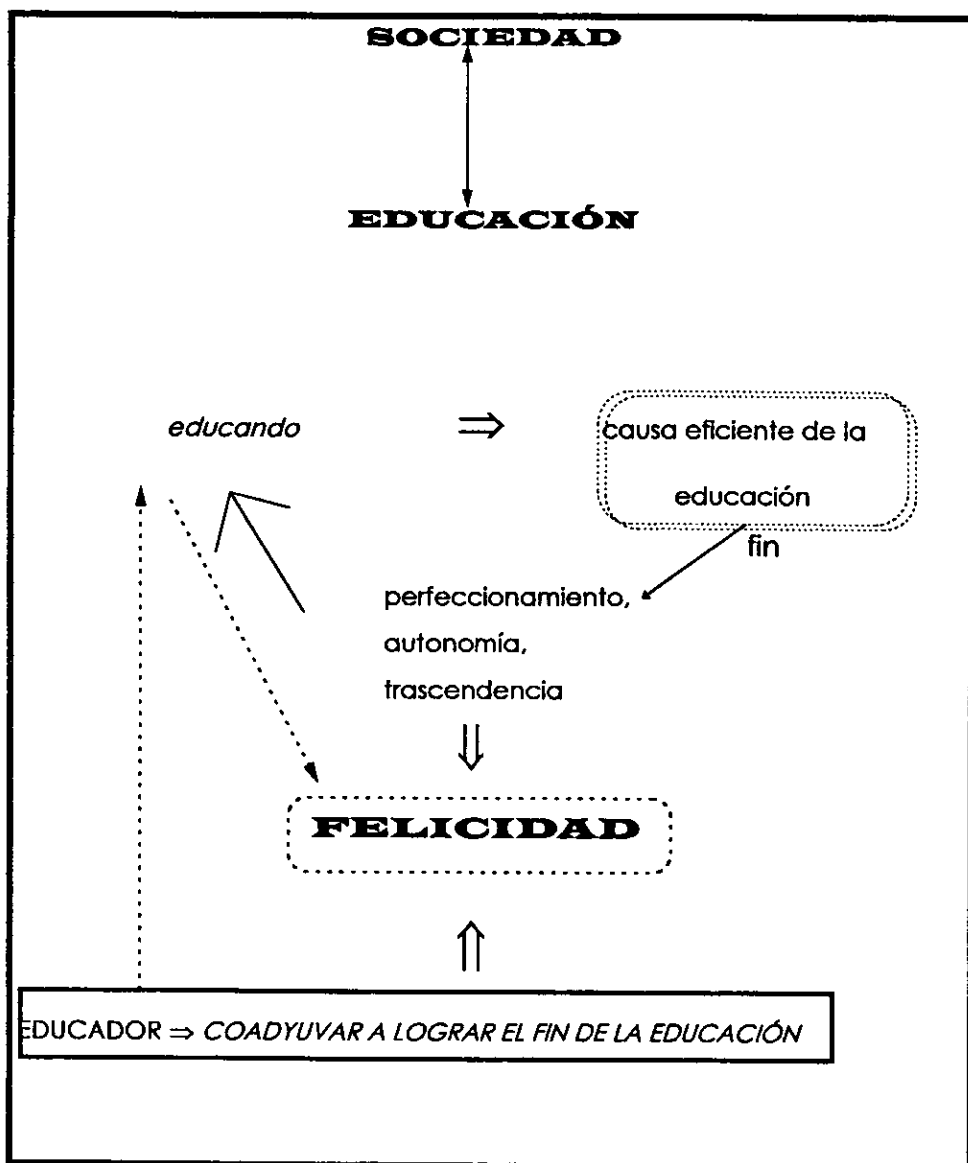 SOCIEDAD
EDUCACIÓN
educando ⇒ causa eficiente de la
educación
fin
perfeccionamiento,
autonomía,
trascendencia
⇓
FELICIDAD
⇑
EDUCADOR ⇒ COADYUVAR A LOGRAR EL FIN DE LA EDUCACIÓN